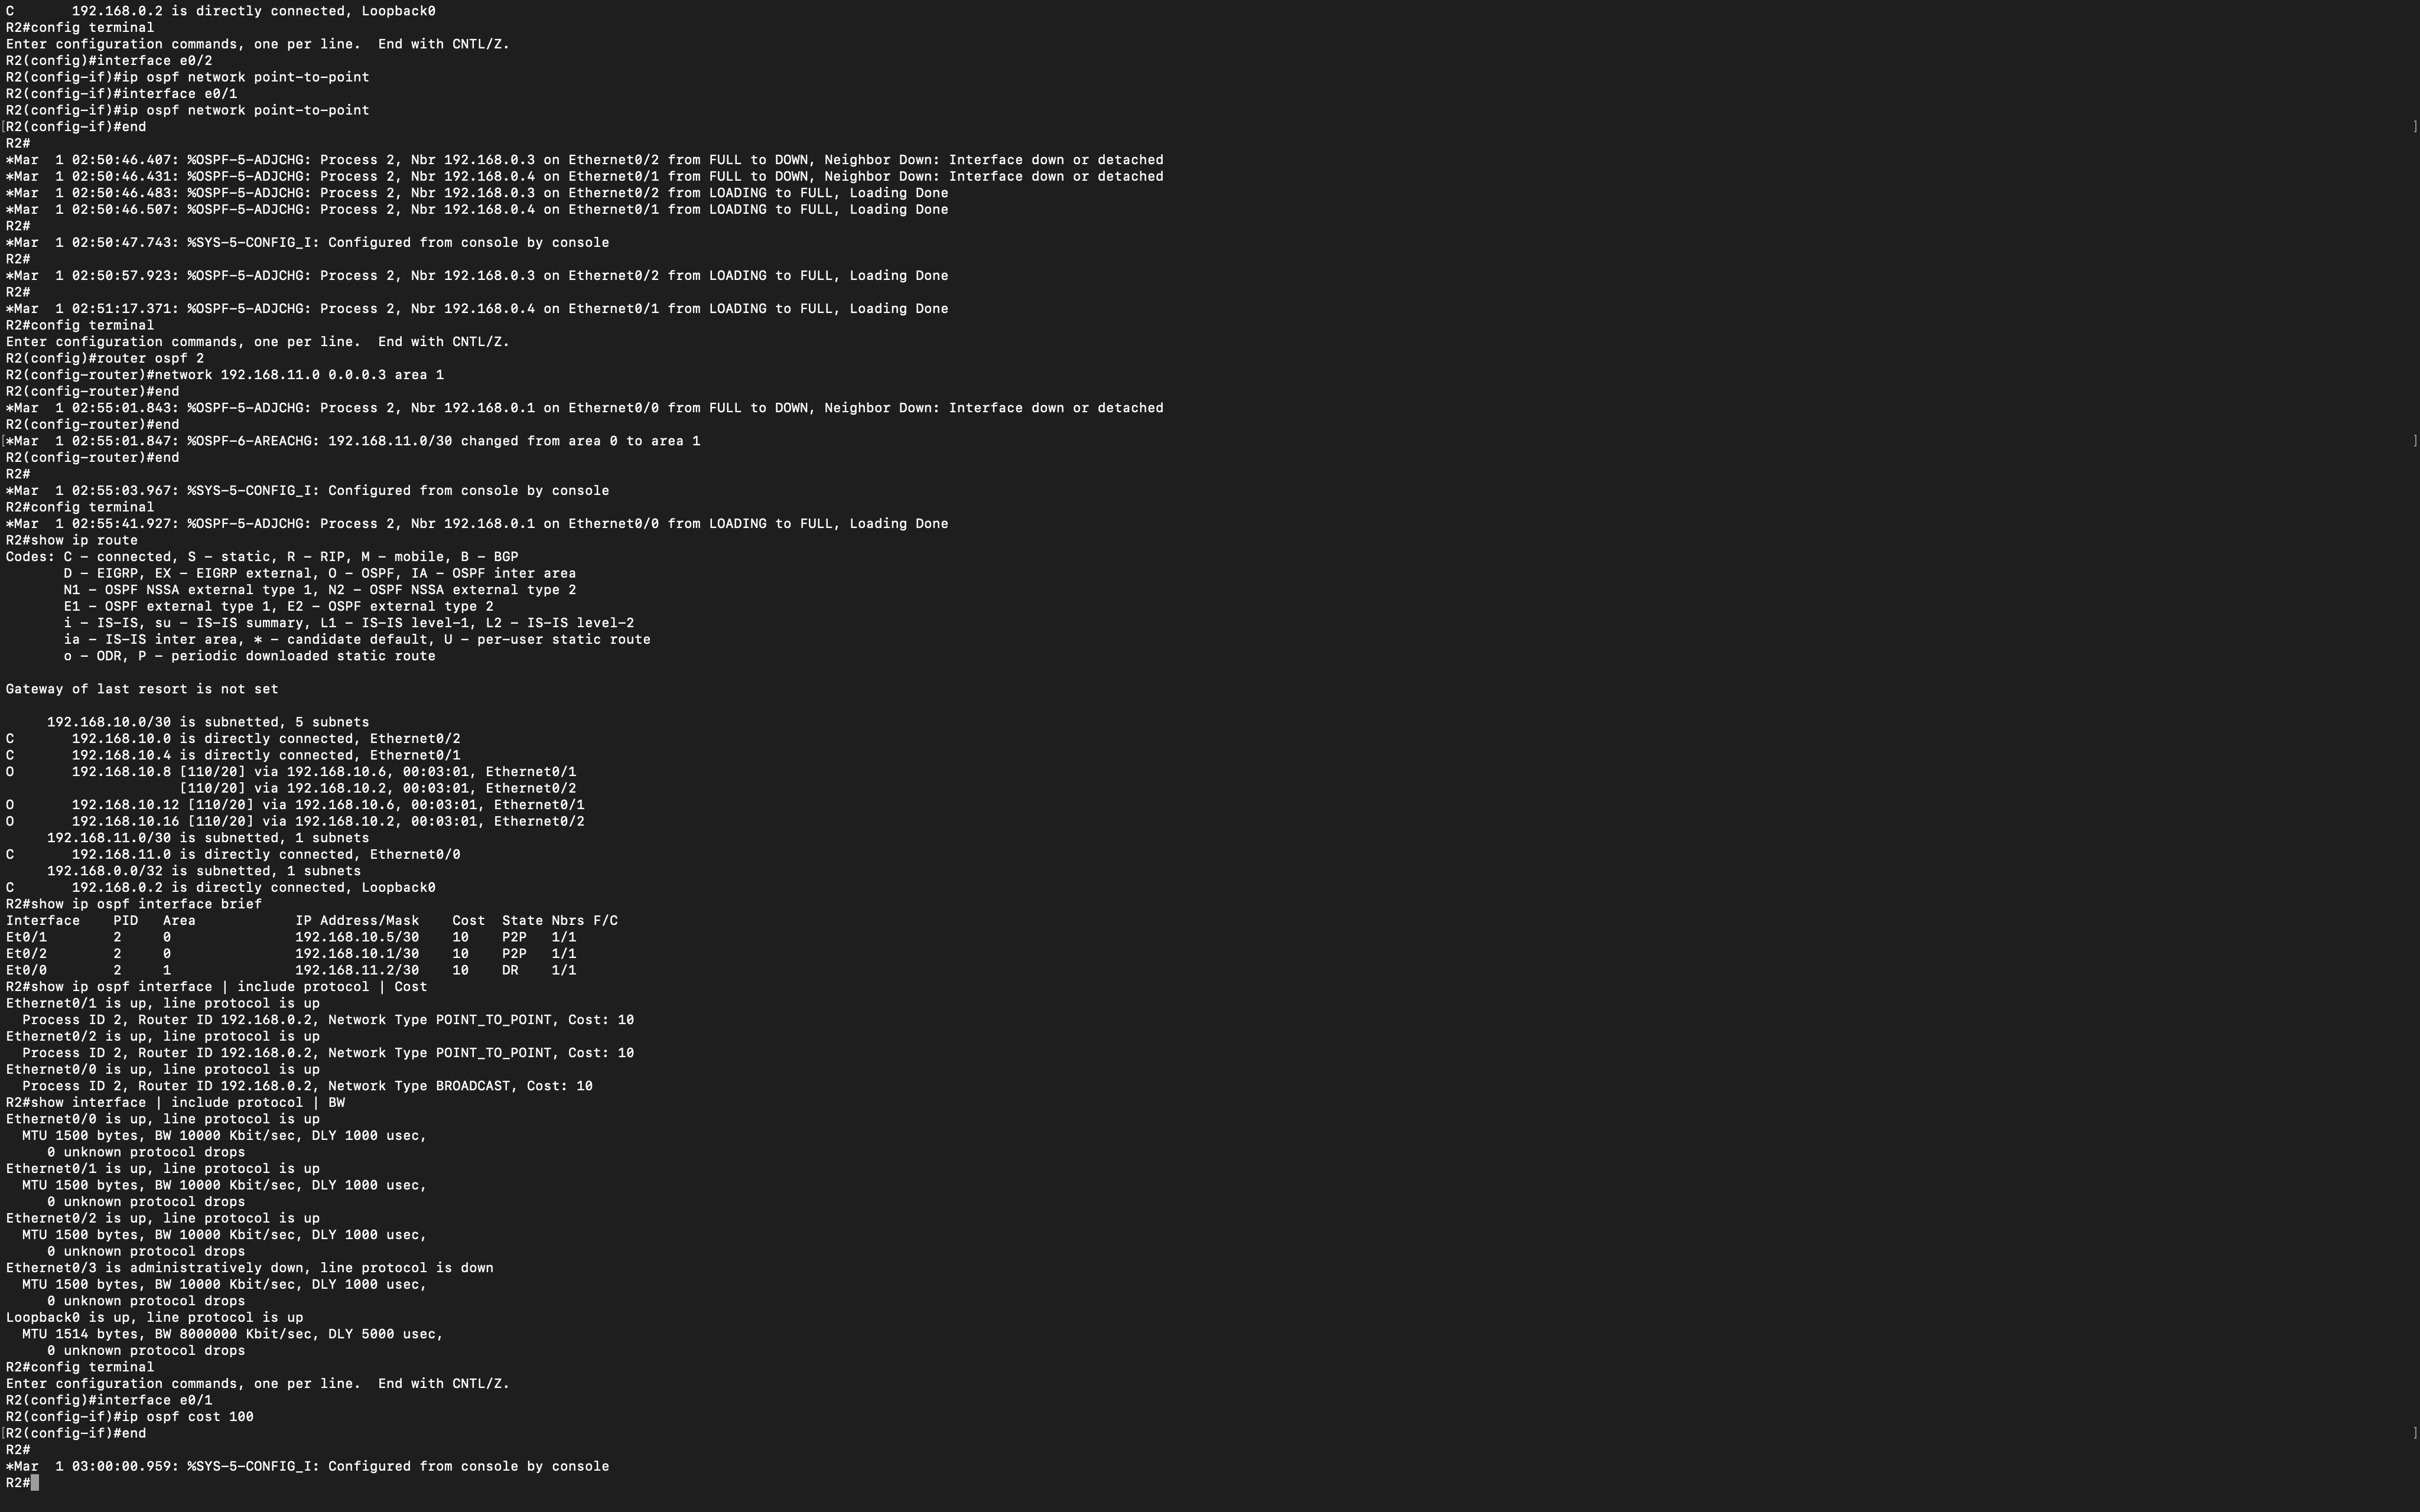 C       192.168.0.2 is directly connected, Loopback0
R2#config terminal
Enter configuration commands, one per line.  End with CNTL/Z.
R2(config)#interface e0/2
R2(config-if)#ip ospf network point-to-point
R2(config-if)#interface e0/1
R2(config-if)#ip ospf network point-to-point
[R2(config-if)#end ]
R2#
*Mar  1 02:50:46.407: %OSPF-5-ADJCHG: Process 2, Nbr 192.168.0.3 on Ethernet0/2 from FULL to DOWN, Neighbor Down: Interface down or detached
*Mar  1 02:50:46.431: %OSPF-5-ADJCHG: Process 2, Nbr 192.168.0.4 on Ethernet0/1 from FULL to DOWN, Neighbor Down: Interface down or detached
*Mar  1 02:50:46.483: %OSPF-5-ADJCHG: Process 2, Nbr 192.168.0.3 on Ethernet0/2 from LOADING to FULL, Loading Done
*Mar  1 02:50:46.507: %OSPF-5-ADJCHG: Process 2, Nbr 192.168.0.4 on Ethernet0/1 from LOADING to FULL, Loading Done
R2#
*Mar  1 02:50:47.743: %SYS-5-CONFIG_I: Configured from console by console
R2#
*Mar  1 02:50:57.923: %OSPF-5-ADJCHG: Process 2, Nbr 192.168.0.3 on Ethernet0/2 from LOADING to FULL, Loading Done
R2#
*Mar  1 02:51:17.371: %OSPF-5-ADJCHG: Process 2, Nbr 192.168.0.4 on Ethernet0/1 from LOADING to FULL, Loading Done
R2#config terminal
Enter configuration commands, one per line.  End with CNTL/Z.
R2(config)#router ospf 2
R2(config-router)#network 192.168.11.0 0.0.0.3 area 1
R2(config-router)#end
*Mar  1 02:55:01.843: %OSPF-5-ADJCHG: Process 2, Nbr 192.168.0.1 on Ethernet0/0 from FULL to DOWN, Neighbor Down: Interface down or detached
R2(config-router)#end
[*Mar  1 02:55:01.847: %OSPF-6-AREACHG: 192.168.11.0/30 changed from area 0 to area 1 ]
R2(config-router)#end
R2#
*Mar  1 02:55:03.967: %SYS-5-CONFIG_I: Configured from console by console
R2#config terminal
*Mar  1 02:55:41.927: %OSPF-5-ADJCHG: Process 2, Nbr 192.168.0.1 on Ethernet0/0 from LOADING to FULL, Loading Done
R2#show ip route
Codes: C - connected, S - static, R - RIP, M - mobile, B - BGP
       D - EIGRP, EX - EIGRP external, O - OSPF, IA - OSPF inter area
       N1 - OSPF NSSA external type 1, N2 - OSPF NSSA external type 2
       E1 - OSPF external type 1, E2 - OSPF external type 2
       i - IS-IS, su - IS-IS summary, L1 - IS-IS level-1, L2 - IS-IS level-2
       ia - IS-IS inter area, * - candidate default, U - per-user static route
       o - ODR, P - periodic downloaded static route
Gateway of last resort is not set
     192.168.10.0/30 is subnetted, 5 subnets
C       192.168.10.0 is directly connected, Ethernet0/2
C       192.168.10.4 is directly connected, Ethernet0/1
O       192.168.10.8 [110/20] via 192.168.10.6, 00:03:01, Ethernet0/1
                     [110/20] via 192.168.10.2, 00:03:01, Ethernet0/2
O       192.168.10.12 [110/20] via 192.168.10.6, 00:03:01, Ethernet0/1
O       192.168.10.16 [110/20] via 192.168.10.2, 00:03:01, Ethernet0/2
     192.168.11.0/30 is subnetted, 1 subnets
C       192.168.11.0 is directly connected, Ethernet0/0
     192.168.0.0/32 is subnetted, 1 subnets
C       192.168.0.2 is directly connected, Loopback0
R2#show ip ospf interface brief
Interface    PID   Area            IP Address/Mask    Cost  State Nbrs F/C
Et0/1        2     0               192.168.10.5/30    10    P2P   1/1
Et0/2        2     0               192.168.10.1/30    10    P2P   1/1
Et0/0        2     1               192.168.11.2/30    10    DR    1/1
R2#show ip ospf interface | include protocol | Cost
Ethernet0/1 is up, line protocol is up
  Process ID 2, Router ID 192.168.0.2, Network Type POINT_TO_POINT, Cost: 10
Ethernet0/2 is up, line protocol is up
  Process ID 2, Router ID 192.168.0.2, Network Type POINT_TO_POINT, Cost: 10
Ethernet0/0 is up, line protocol is up
  Process ID 2, Router ID 192.168.0.2, Network Type BROADCAST, Cost: 10
R2#show interface | include protocol | BW
Ethernet0/0 is up, line protocol is up
  MTU 1500 bytes, BW 10000 Kbit/sec, DLY 1000 usec,
     0 unknown protocol drops
Ethernet0/1 is up, line protocol is up
  MTU 1500 bytes, BW 10000 Kbit/sec, DLY 1000 usec,
     0 unknown protocol drops
Ethernet0/2 is up, line protocol is up
  MTU 1500 bytes, BW 10000 Kbit/sec, DLY 1000 usec,
     0 unknown protocol drops
Ethernet0/3 is administratively down, line protocol is down
  MTU 1500 bytes, BW 10000 Kbit/sec, DLY 1000 usec,
     0 unknown protocol drops
Loopback0 is up, line protocol is up
  MTU 1514 bytes, BW 8000000 Kbit/sec, DLY 5000 usec,
     0 unknown protocol drops
R2#config terminal
Enter configuration commands, one per line.  End with CNTL/Z.
R2(config)#interface e0/1
R2(config-if)#ip ospf cost 100
[R2(config-if)#end ]
R2#
*Mar  1 03:00:00.959: %SYS-5-CONFIG_I: Configured from console by console
R2#